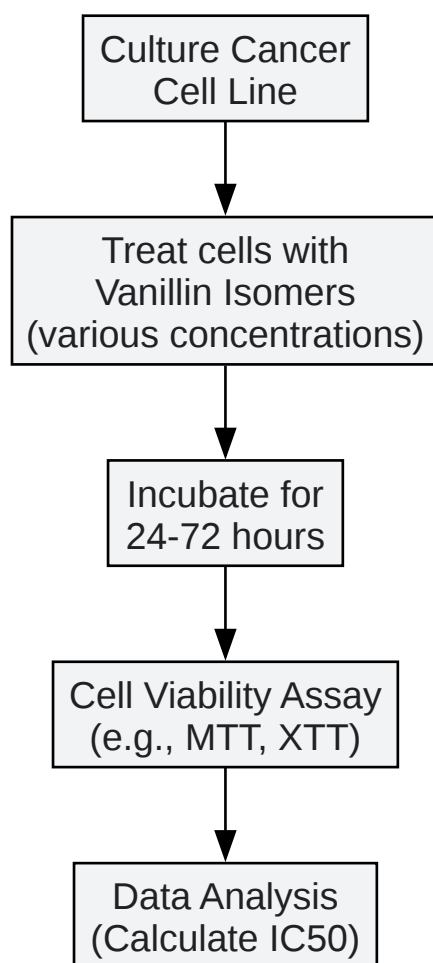 Culture Cancer
Cell Line
Treat cells with
Vanillin Isomers
(various concentrations)
Incubate for
24-72 hours
Cell Viability Assay
(e.g., MTT, XTT)
Data Analysis
(Calculate IC50)